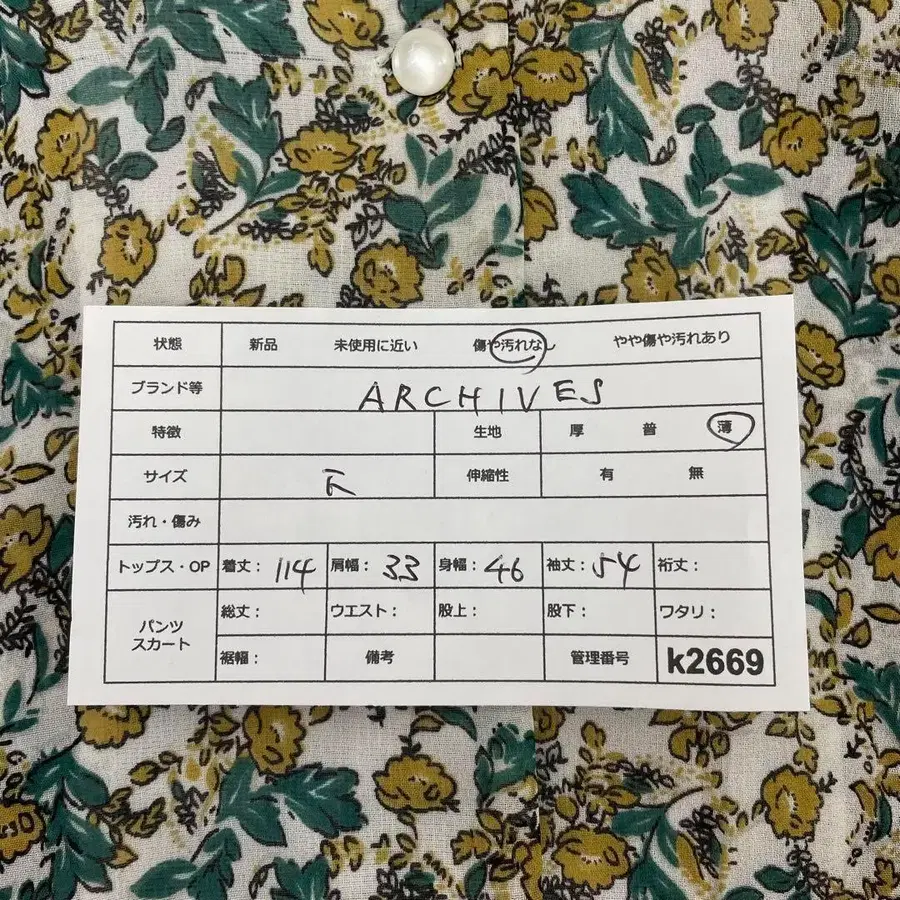 状態 新品 未使用に近い 傷や汚れなし やや傷や汚れあり
ブランド等 ARCHIVES
特徴 生地 厚 普 薄
サイズ F 伸縮性 有 無
汚れ・傷み
トップス・OP 着丈: 114 肩幅: 33 身幅: 46 袖丈: 54 裄丈:
パンツ スカート
総丈: ウエスト: 股上: 股下: ワタリ:
裾幅: 備考 管理番号 k2669